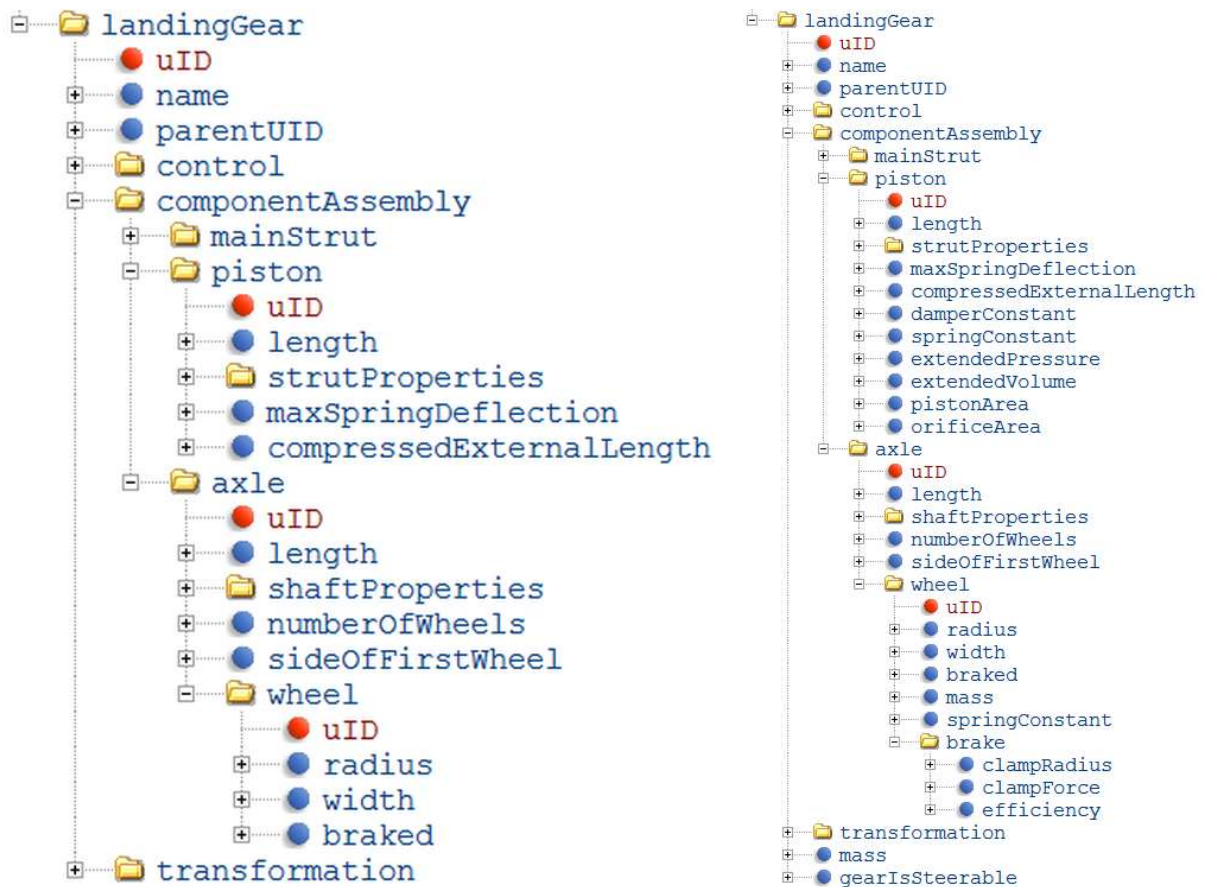 landingGear
uID
name
parentUID
control
componentAssembly
mainStrut
piston
uID
length
strutProperties
maxSpringDeflection
compressedExternalLength
axle
uID
length
shaftProperties
numberOfWheels
sideOfFirstWheel
wheel
uID
radius
width
braked
transformation
landingGear
uID
name
parentUID
control
componentAssembly
mainStrut
piston
uID
length
strutProperties
maxSpringDeflection
compressedExternalLength
damperConstant
springConstant
extendedPressure
extendedVolume
pistonArea
orificeArea
axle
uID
length
shaftProperties
numberOfWheels
sideOfFirstWheel
wheel
uID
radius
width
braked
mass
springConstant
brake
clampRadius
clampForce
efficiency
transformation
mass
gearIsSteerable